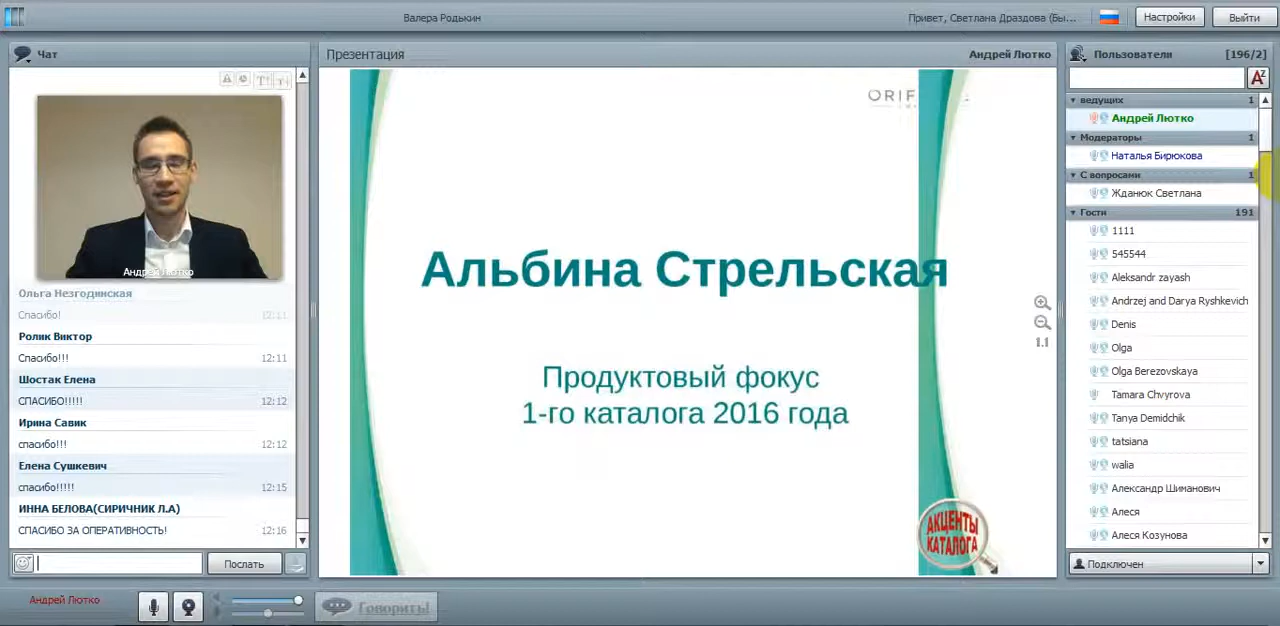 Валера Родькин
Привет, Светлана Драздова (Бы...
Настройки
Выйти
Чат
Андрей Лютко
Ольга Незгодинская
Спасибо! 12:11
Ролик Виктор
Спасибо!!! 12:11
Шостак Елена
СПАСИБО!!!!! 12:12
Ирина Савик
спасибо!!! 12:12
Елена Сушкевич
спасибо!!!!! 12:15
ИННА БЕЛОВА(СИРИЧНИК Л.А)
СПАСИБО ЗА ОПЕРАТИВНОСТЬ! 12:16
Послать
Презентация
Андрей Лютко
ORIF
Альбина Стрельская
Продуктовый фокус
1-го каталога 2016 года
АКЦЕНТЫ
КАТАЛОГА
1.1
Пользователи [196/2]
ведущих 1
Андрей Лютко
Модераторы 1
Наталья Бирюкова
С вопросами 1
Жданюк Светлана
Гости 191
1111
545544
Aleksandr zayash
Andrzej and Darya Ryshkevich
Denis
Olga
Olga Berezovskaya
Tamara Chvyrova
Tanya Demidchik
tatsiana
walia
Александр Шиманович
Алеся
Алеся Козунова
Подключен
Андрей Лютко
Говорить!